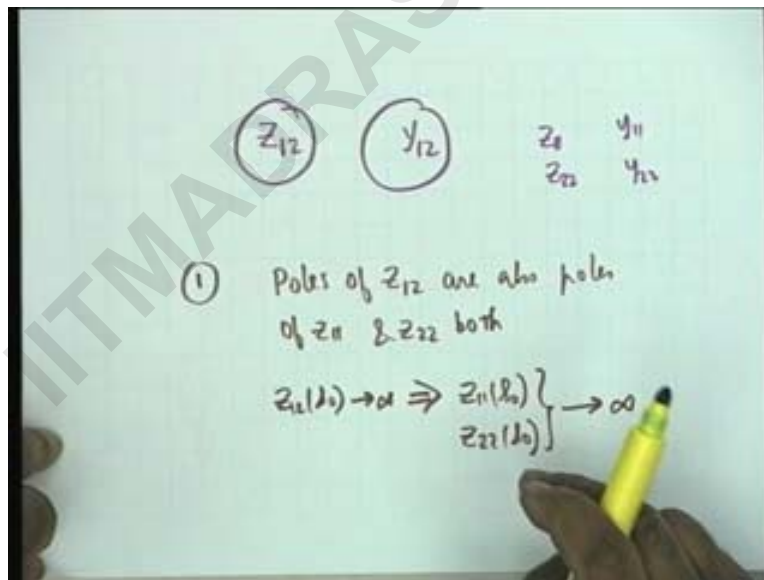 Z12 Y12 Z11 Y11
Z22 Y22
① Poles of Z12 are also poles
of Z11 & Z22 both
Z12(s0) → ∞ ⇒ Z11(s0) } → ∞
Z22(s0)
IITMADRAS